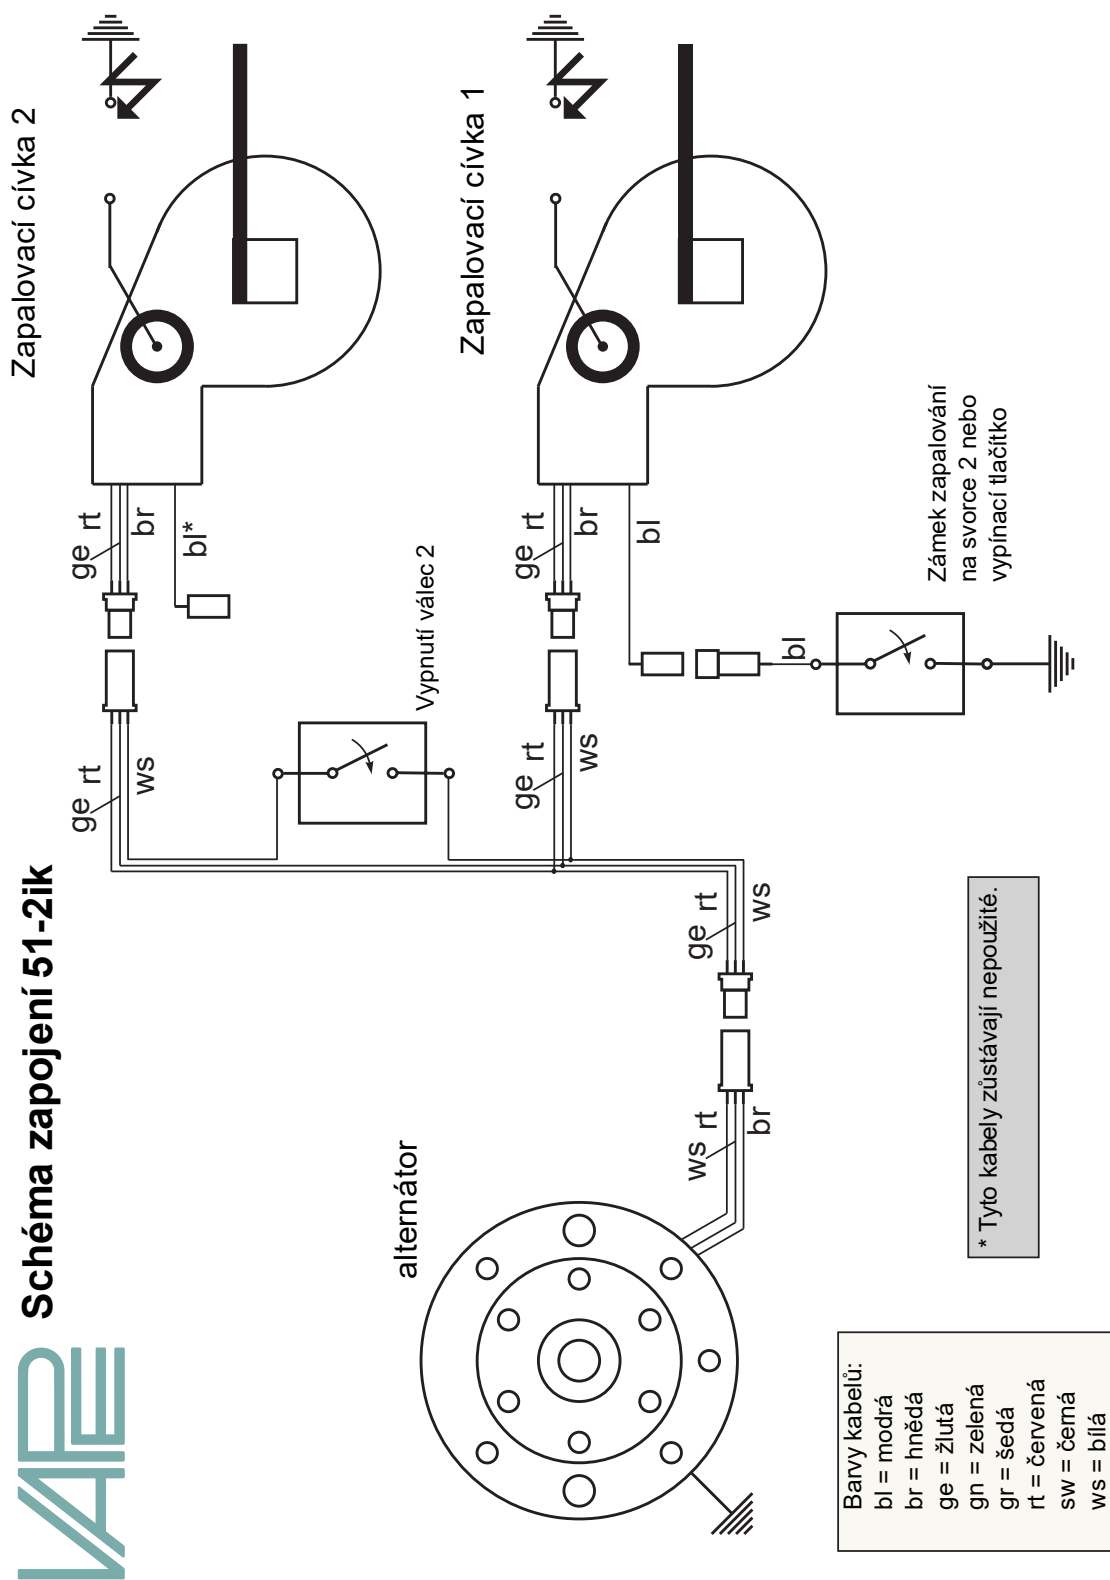 VAPE
Schéma zapojení 51-2ik
Zapalovací cívka 2
ge
rt
br
bl*
ge
rt
ws
Vypnutí válec 2
Zapalovací cívka 1
ge
rt
br
bl
ge
rt
ws
bl
Zámek zapalování
na svorce 2 nebo
vypínací tlačítko
alternátor
ws
rt
br
ge
rt
ws
Barvy kabelů:
bl = modrá
br = hnědá
ge = žlutá
gn = zelená
gr = šedá
rt = červená
sw = černá
ws = bílá
* Tyto kabely zůstávají nepoužité.